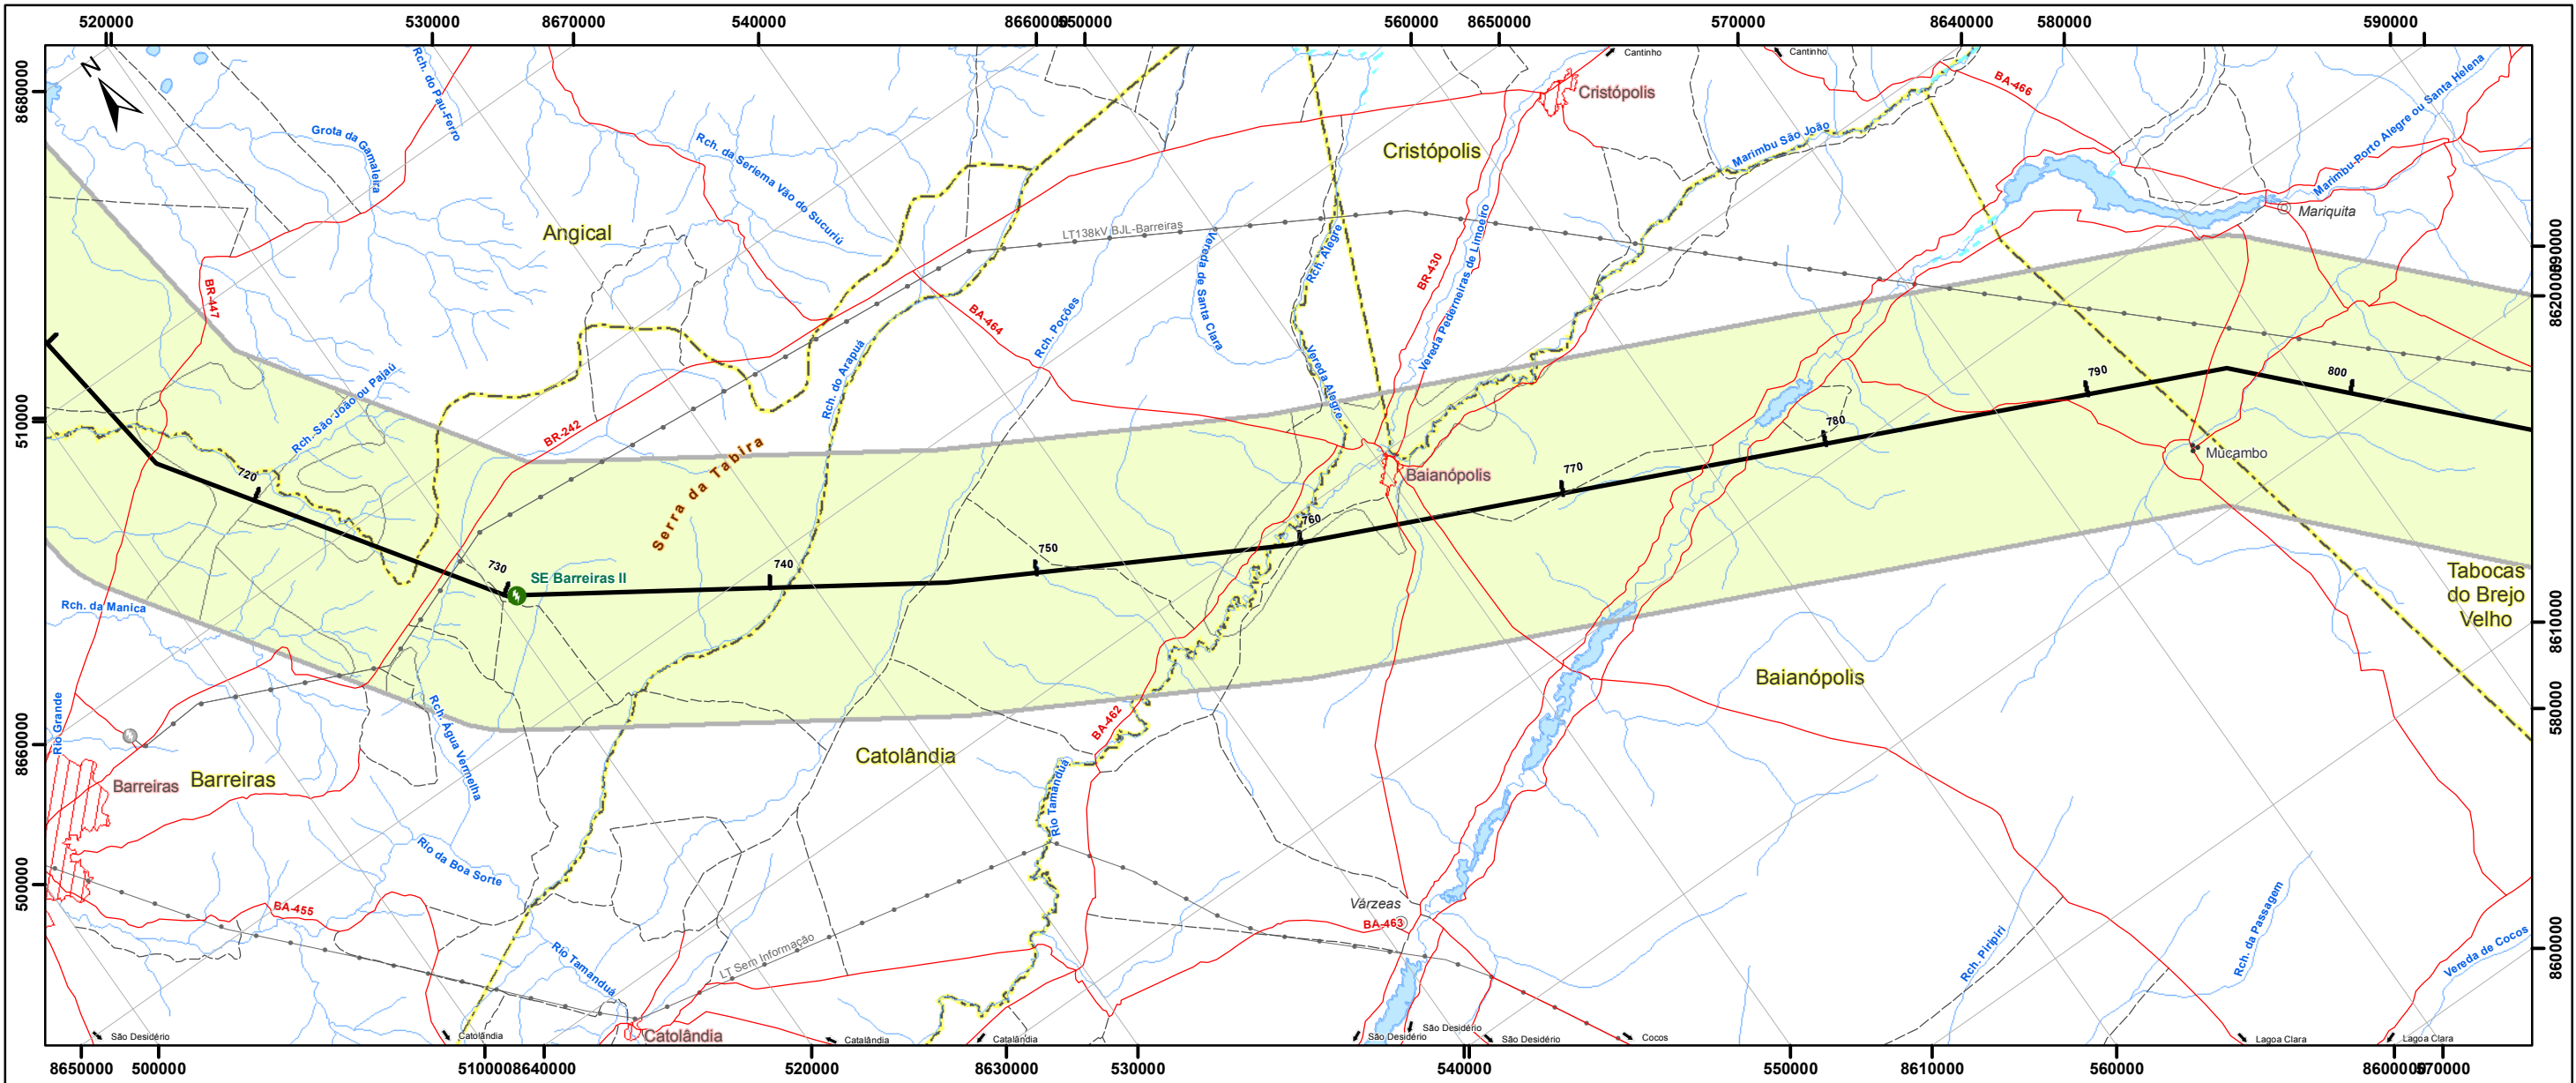 520000 530000 8670000 540000 8660000 550000 560000 8650000 570000 8640000 580000 590000
8680000
510000
8660000
500000
N
Rch. do Pau-Ferro
Grota da Gamaleira
Rch. da Seriema Vão do Sucuriú
Cantinho
Cantinho
BA-466
Cristópolis
Cristópolis
Marimbu São João
Marimbu Porto Alegre ou Santa Helena
Mariquita
Angical
LT138kV BJL-Barreiras
Vereda de Santa Clara
Rch. Alegre
BR-430
Vereda Pederneiras de Limoeiro
8620000
590000
BR-447
BA-464
Rch. Poções
Rch. do Arapuá
Vereda Alegre
Rch. São João ou Pajaú
BR-242
Serra da Tabira
720
730
740
750
760
770
780
790
800
SE Barreiras II
Baianópolis
Mucambo
Tabocas
do Brejo
Velho
8610000
580000
Rch. da Manica
Rio Grande
Rch. Água Vermelha
BA-462
Catolândia
Baianópolis
Barreiras
Barreiras
Rio Tamanduá
Rio da Boa Sorte
BA-455
Várzeas
BA-463
Rio Tamanduá
LT Sem Informação
Rch. Piripiri
Rch. da Passagem
Vereda de Cocos
8600000
São Desidério
Catolândia
Catolândia
Catalândia
Catalândia
São Desidério
São Desidério
São Desidério
Cocos
Lagoa Clara
Lagoa Clara
8650000 500000 510000 8640000 520000 8630000 530000 540000 550000 8610000 560000 8600000 570000